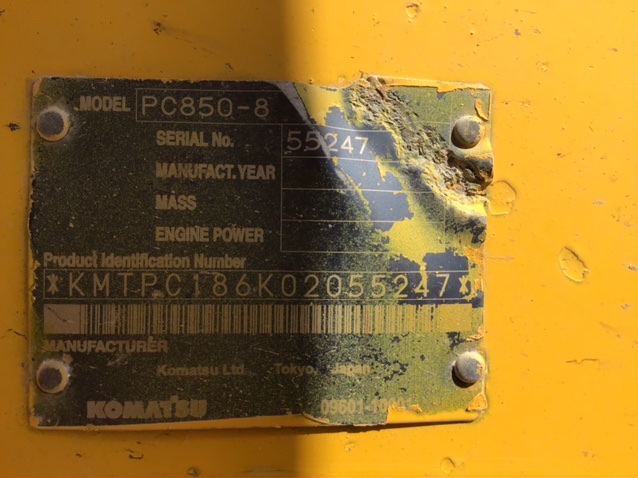 MODEL PC850-8
SERIAL No. 55247
MANUFACT. YEAR
MASS
ENGINE POWER
Product Identification Number
*KMTPC186K02055247*
MANUFACTURER
Komatsu Ltd. Tokyo, Japan
KOMATSU